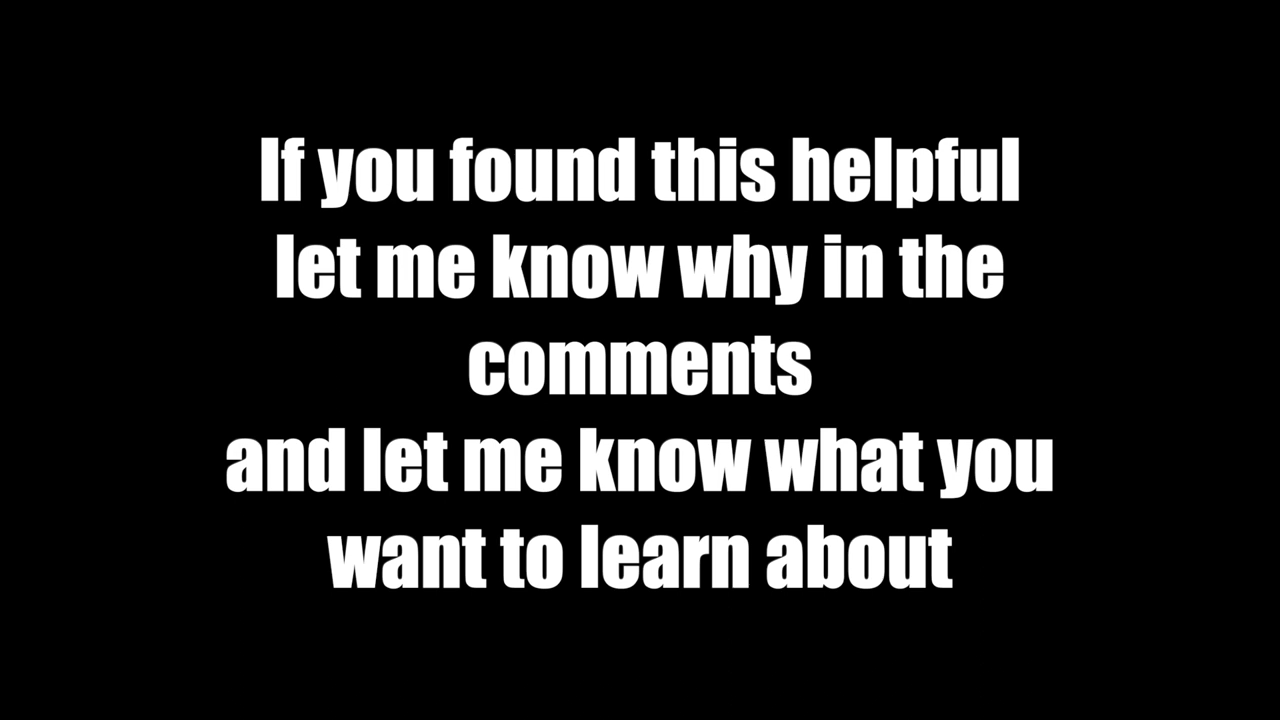 If you found this helpful
let me know why in the
comments
and let me know what you
want to learn about